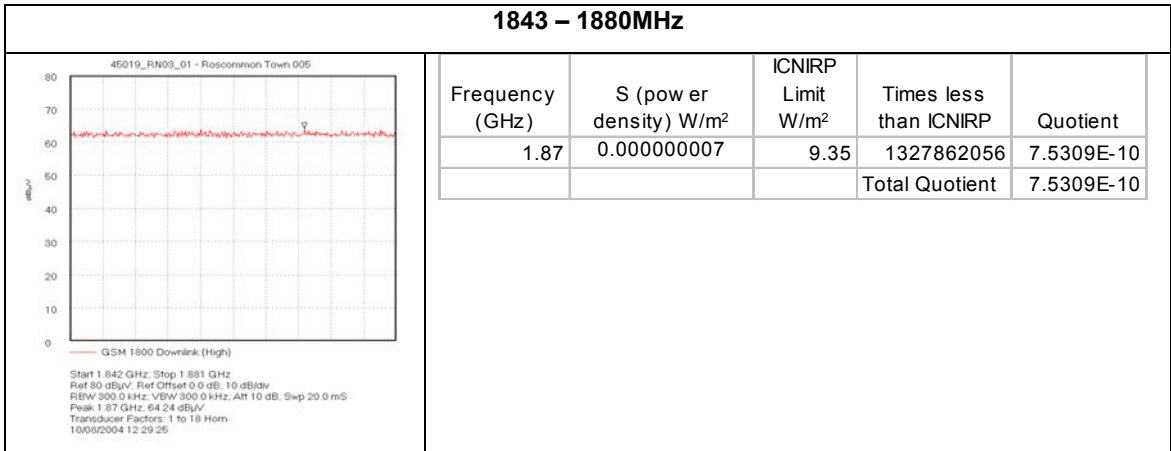 1843 – 1880MHz
45019_RN03_01 - Roscommon Town 005
80
70
60
50
40
30
20
10
0
dBµV
GSM 1800 Downlink (High)
Start 1.842 GHz; Stop 1.881 GHz
Ref 80 dBµV; Ref Offset 0.0 dB; 10 dB/div
RBW 300.0 kHz; VBW 300.0 kHz; Att 10 dB; Swp 20.0 mS
Peak 1.87 GHz, 64.24 dBµV
Transducer Factors: 1 to 18 Horn
10/08/2004 12:29:25
Frequency (GHz) S (pow er density) W/m² ICNIRP Limit W/m² Times less than ICNIRP Quotient
1.87 0.000000007 9.35 1327862056 7.5309E-10
Total Quotient 7.5309E-10